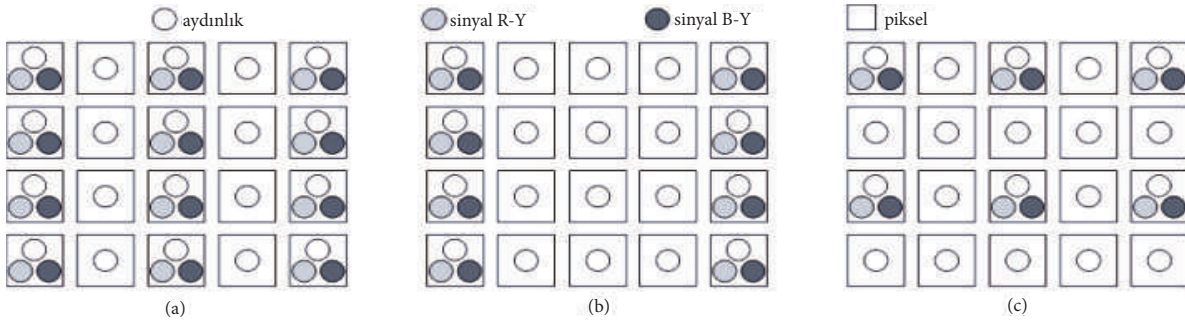 aydınlık
sinyal R-Y
sinyal B-Y
piksel
(a)
(b)
(c)